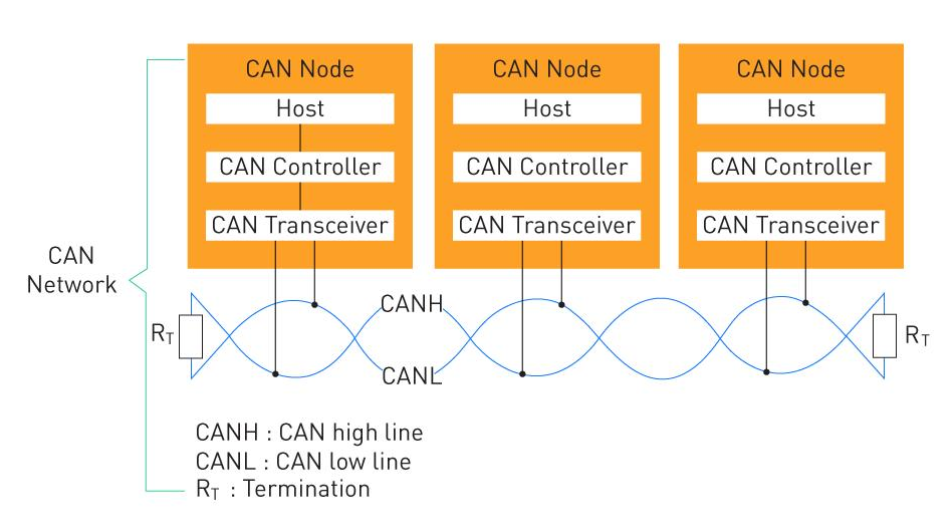 CAN Node
Host
CAN Controller
CAN Transceiver
CAN Node
Host
CAN Controller
CAN Transceiver
CAN Node
Host
CAN Controller
CAN Transceiver
CAN
Network
RT
CANH
CANL
RT
CANH : CAN high line
CANL : CAN low line
RT : Termination